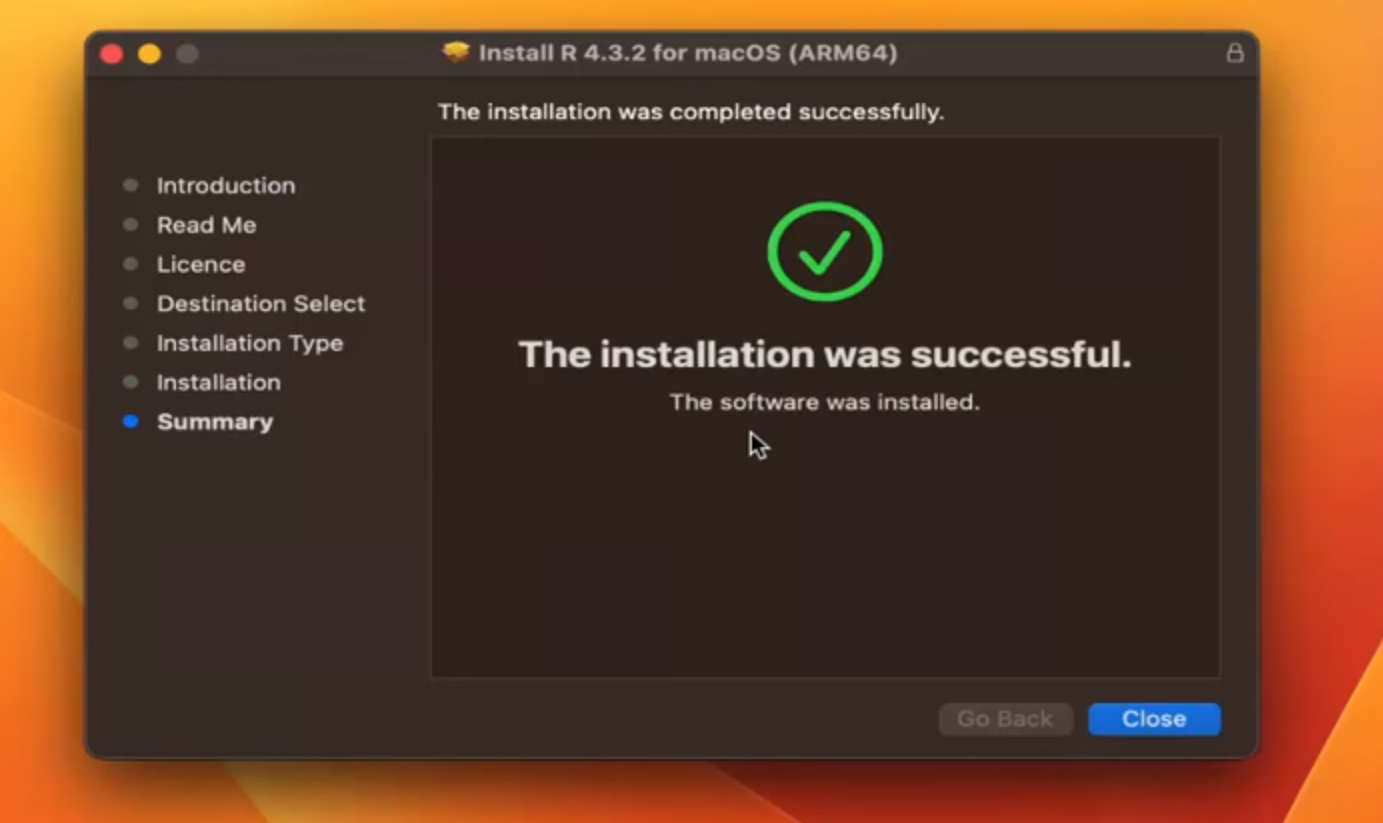 Install R 4.3.2 for macOS (ARM64)
The installation was completed successfully.
Introduction
Read Me
Licence
Destination Select
Installation Type
Installation
Summary
The installation was successful.
The software was installed.
Go Back
Close